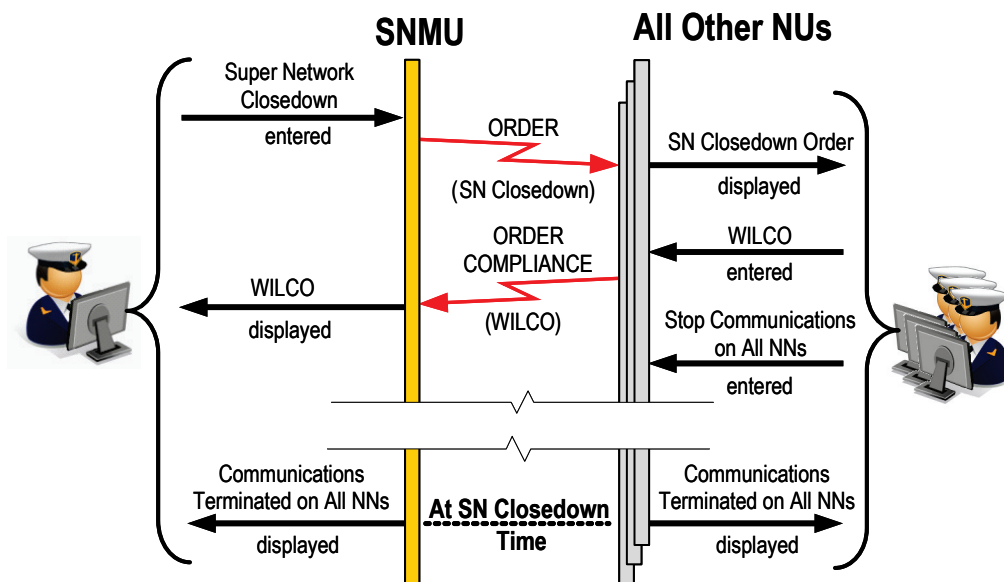 SNMU
All Other NUs
Super Network
Closedown
entered
ORDER
(SN Closedown)
SN Closedown Order
displayed
WILCO
entered
ORDER
COMPLIANCE
(WILCO)
WILCO
displayed
Stop Communications
on All NNs
entered
Communications
Terminated on All NNs
displayed
At SN Closedown
Time
Communications
Terminated on All NNs
displayed